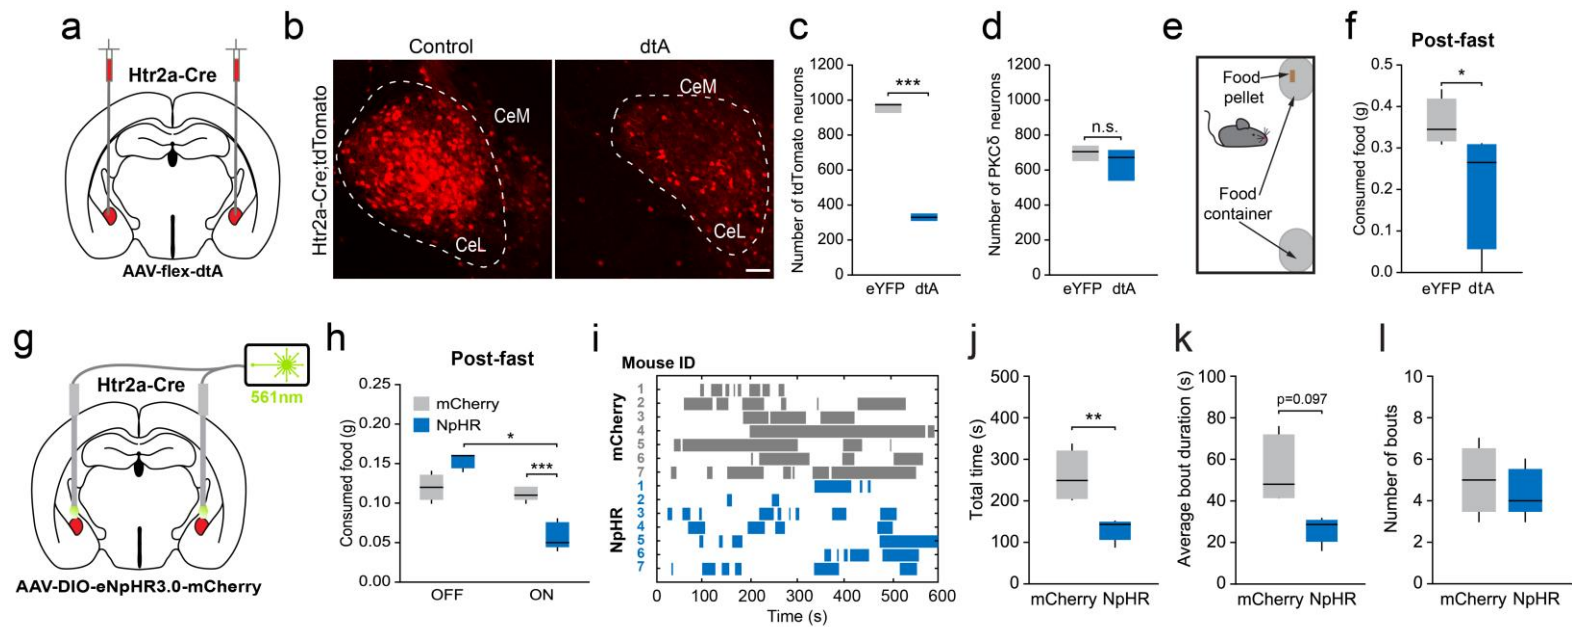 a
Htr2a-Cre
AAV-flex-dtA
b
Control
dtA
Htr2a-Cre;tdTomato
CeM
CeL
CeM
CeL
c
Number of tdTomato neurons
1200
1000
800
600
400
200
0
***
eYFP dtA
d
Number of PKCδ neurons
1200
1000
800
600
400
200
0
n.s.
eYFP dtA
e
Food
pellet
Food
container
f
Post-fast
Consumed food (g)
0.5
0.4
0.3
0.2
0.1
0.0
*
eYFP dtA
g
Htr2a-Cre
561nm
AAV-DIO-eNpHR3.0-mCherry
h
Post-fast
Consumed food (g)
0.25
0.20
0.15
0.10
0.05
0.00
mCherry
NpHR
*
***
OFF
ON
i
Mouse ID
mCherry
1
2
3
4
5
6
7
NpHR
1
2
3
4
5
6
7
0 100 200 300 400 500 600
Time (s)
j
Total time (s)
500
400
300
200
100
0
**
mCherry NpHR
k
Average bout duration (s)
100
80
60
40
20
0
p=0.097
mCherry NpHR
l
Number of bouts
10
8
6
4
2
0
mCherry NpHR